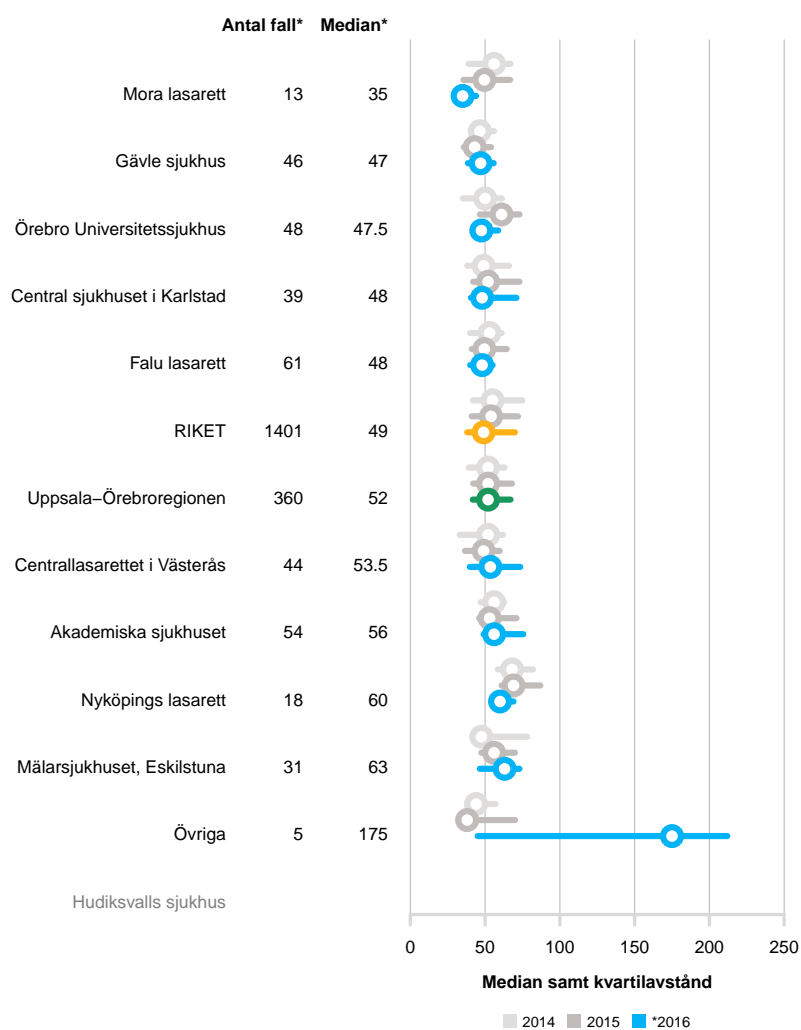 Antal fall* Median*
Mora lasarett 13 35
Gävle sjukhus 46 47
Örebro Universitetssjukhus 48 47.5
Central sjukhuset i Karlstad 39 48
Falu lasarett 61 48
RIKET 1401 49
Uppsala–Örebroregionen 360 52
Centrallasarettet i Västerås 44 53.5
Akademiska sjukhuset 54 56
Nyköpings lasarett 18 60
Mälarsjukhuset, Eskilstuna 31 63
Övriga 5 175
Hudiksvalls sjukhus
0 50 100 150 200 250
Median samt kvartilavstånd
2014 2015 *2016